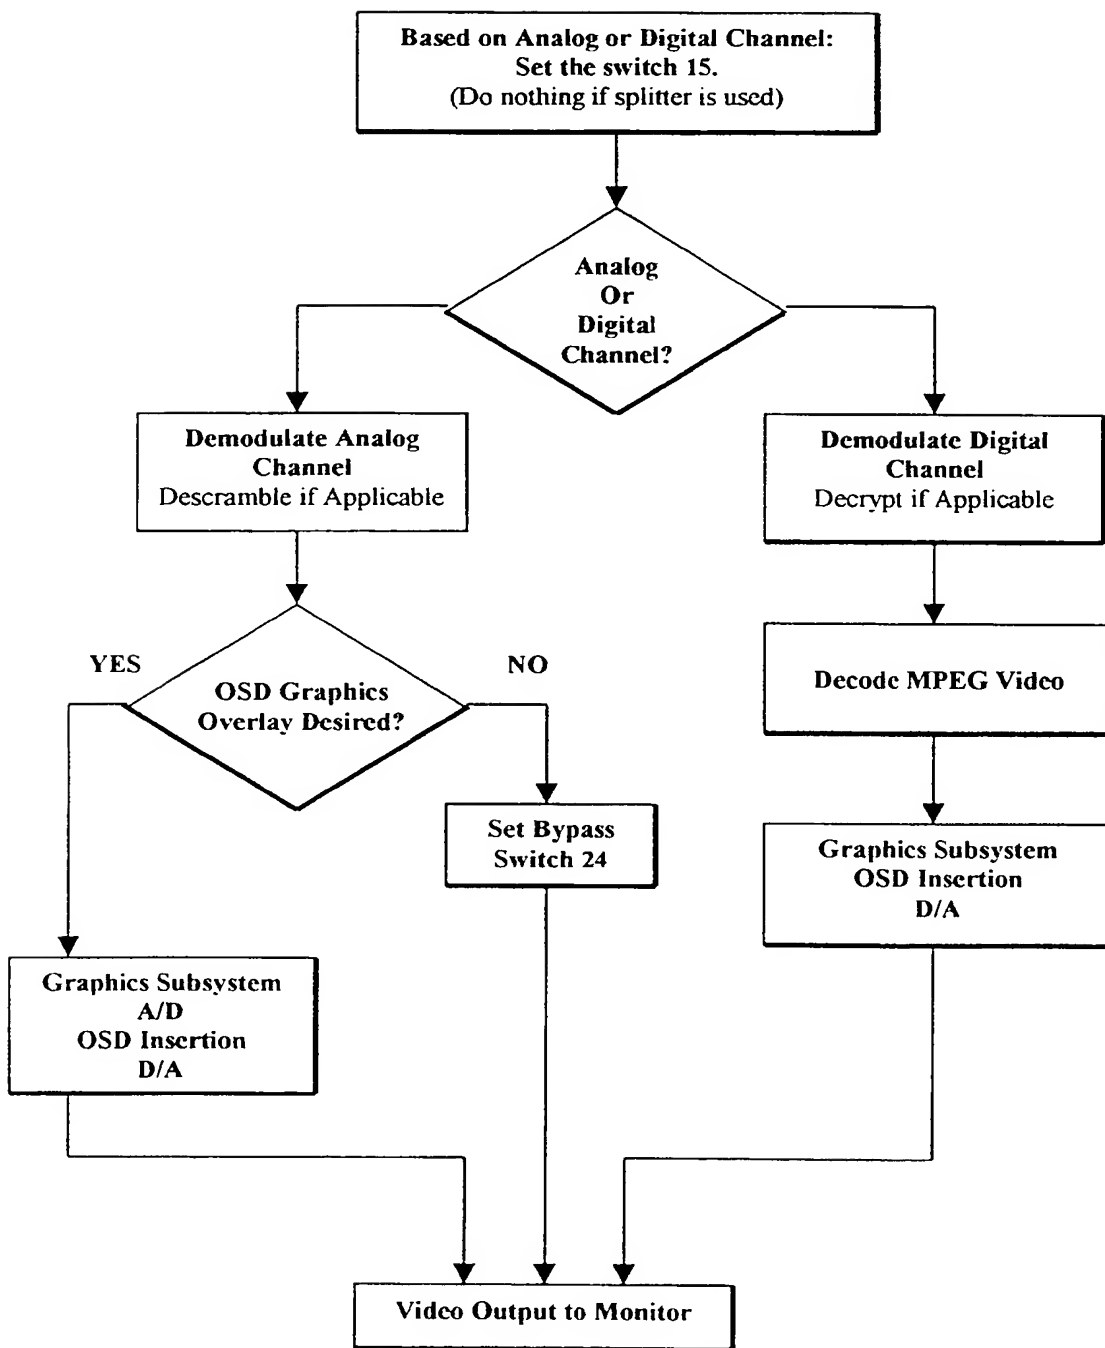 Based on Analog or Digital Channel:
Set the switch 15.
(Do nothing if splitter is used)
Analog
Or
Digital
Channel?
Demodulate Analog
Channel
Descramble if Applicable
Demodulate Digital
Channel
Decrypt if Applicable
YES
NO
OSD Graphics
Overlay Desired?
Decode MPEG Video
Set Bypass
Switch 24
Graphics Subsystem
OSD Insertion
D/A
Graphics Subsystem
A/D
OSD Insertion
D/A
Video Output to Monitor